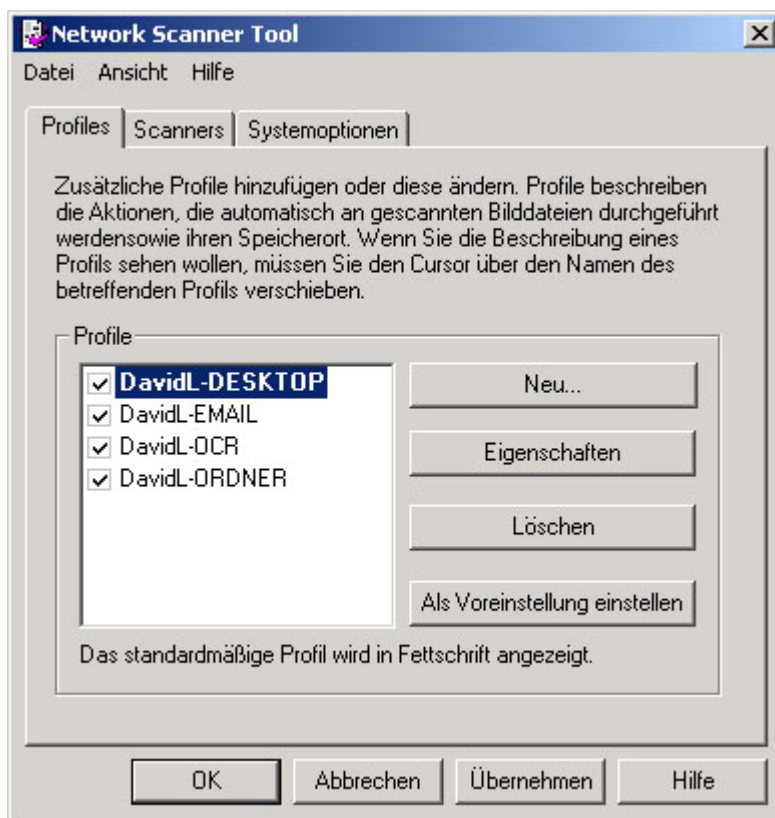 Network Scanner Tool
Datei Ansicht Hilfe
Profiles Scanners Systemoptionen
Zusätzliche Profile hinzufügen oder diese ändern. Profile beschreiben
die Aktionen, die automatisch an gescannten Bilddateien durchgeführt
werdensowie ihren Speicherort. Wenn Sie die Beschreibung eines
Profils sehen wollen, müssen Sie den Cursor über den Namen des
betreffenden Profils verschieben.
Profile
DavidL-DESKTOP
DavidL-EMAIL
DavidL-OCR
DavidL-ORDNER
Neu...
Eigenschaften
Löschen
Als Voreinstellung einstellen
Das standardmäßige Profil wird in Fettschrift angezeigt.
OK Abbrechen Übernehmen Hilfe